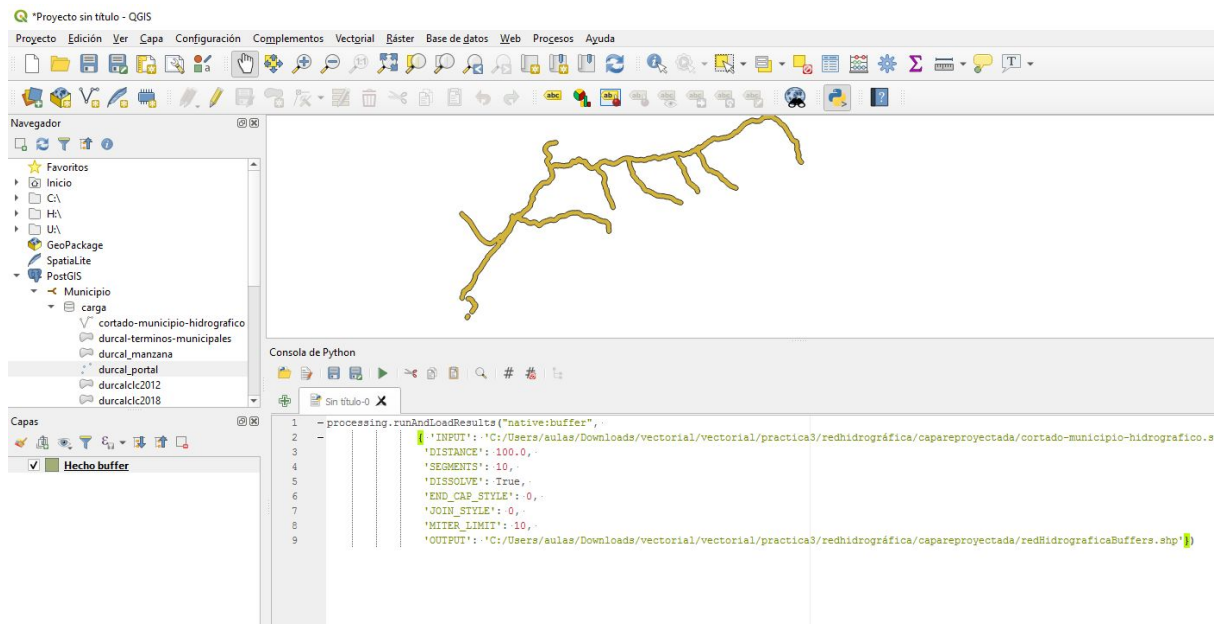 *Proyecto sin título - QGIS
Proyecto Edición Ver Capa Configuración Complementos Vectorial Ráster Base de datos Web Procesos Ayuda
Navegador
Favoritos
Inicio
C:\
H:\
U:\
GeoPackage
SpatiaLite
PostGIS
Municipio
carga
cortado-municipio-hidrografico
durcal-terminos-municipales
durcal_manzana
durcal_portal
durcalclc2012
durcalclc2018
Capas
Hecho buffer
Consola de Python
Sin título-0
1 processing.runAndLoadResults("native:buffer",
2 { 'INPUT': 'C:/Users/aulas/Downloads/vectorial/vectorial/practica3/redhidrográfica/capareproyectada/cortado-municipio-hidrografico.s
3 'DISTANCE': 100.0,
4 'SEGMENTS': 10,
5 'DISSOLVE': True,
6 'END_CAP_STYLE': 0,
7 'JOIN_STYLE': 0,
8 'MITER_LIMIT': 10,
9 'OUTPUT': 'C:/Users/aulas/Downloads/vectorial/vectorial/practica3/redhidrográfica/capareproyectada/redHidrograficaBuffers.shp'})